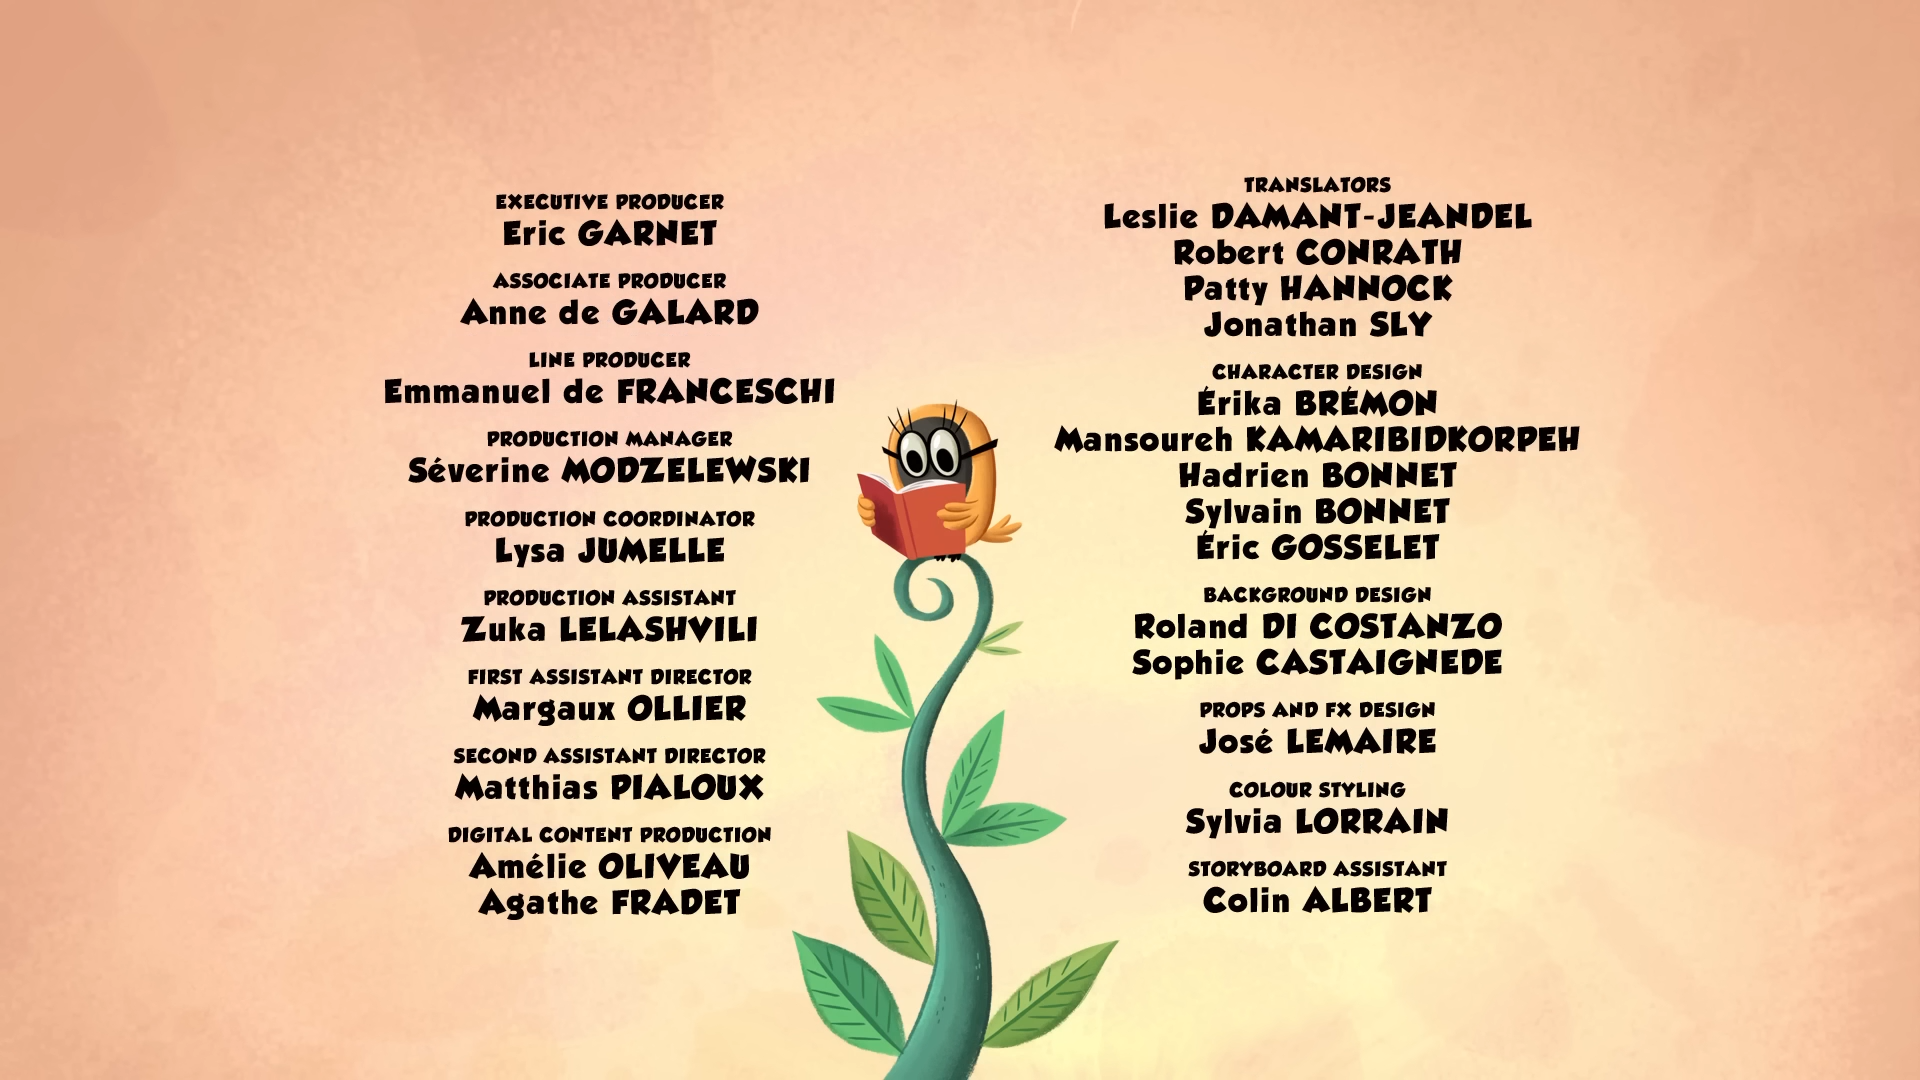 EXECUTIVE PRODUCER
Eric GARNET
ASSOCIATE PRODUCER
Anne de GALARD
LINE PRODUCER
Emmanuel de FRANCESCHI
PRODUCTION MANAGER
Séverine MODZELEWSKI
PRODUCTION COORDINATOR
Lysa JUMELLE
PRODUCTION ASSISTANT
Zuka LELASHVILI
FIRST ASSISTANT DIRECTOR
Margaux OLLIER
SECOND ASSISTANT DIRECTOR
Matthias PIALOUX
DIGITAL CONTENT PRODUCTION
Amélie OLIVEAU
Agathe FRADET
TRANSLATORS
Leslie DAMANT-JEANDEL
Robert CONRATH
Patty HANNOCK
Jonathan SLY
CHARACTER DESIGN
Érika BRÉMON
Mansoureh KAMARIBIDKORPEH
Hadrien BONNET
Sylvain BONNET
Éric GOSSELET
BACKGROUND DESIGN
Roland DI COSTANZO
Sophie CASTAIGNEDE
PROPS AND FX DESIGN
José LEMAIRE
COLOUR STYLING
Sylvia LORRAIN
STORYBOARD ASSISTANT
Colin ALBERT